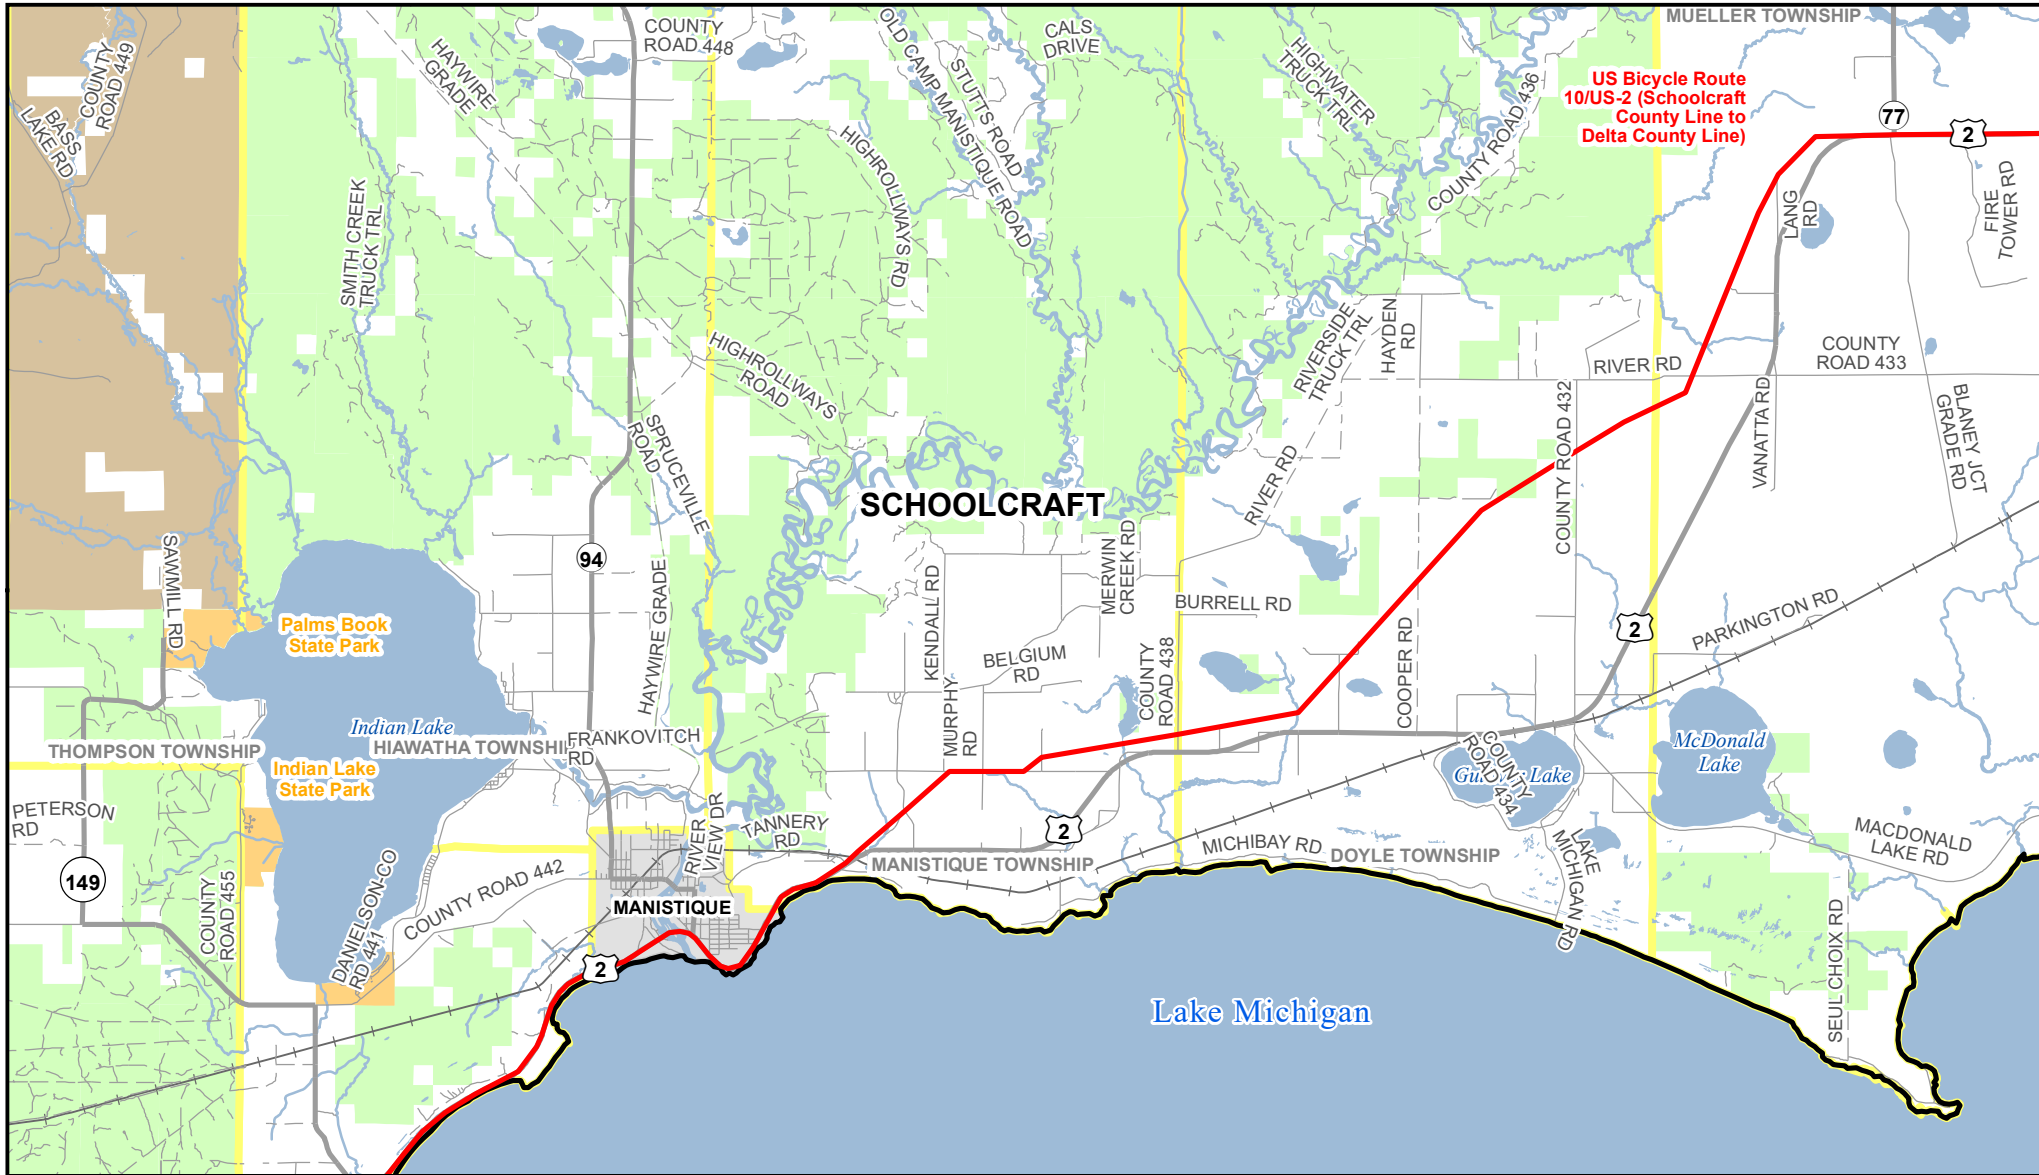 MUELLER TOWNSHIP
COUNTY
ROAD 448
COUNTY
ROAD 449
BASS
LAKE RD
HAYWIRE
GRADE
OLD CAMP MANISTIQUE ROAD
STUTTS ROAD
CALS
DRIVE
HIGHWATER
TRUCK TRL
COUNTY ROAD 436
US Bicycle Route
10/US-2 (Schoolcraft
County Line to
Delta County Line)
77
2
HIGHROLLWAYS RD
SMITH CREEK
TRUCK TRL
LANG
RD
FIRE
TOWER RD
RIVERSIDE
TRUCK TRL
HAYDEN
RD
HIGHROLLWAYS
ROAD
RIVER RD
COUNTY
ROAD 433
VANATTA RD
BLANEY JCT
GRADE RD
COUNTY ROAD 432
SPRUCEVILLE
ROAD
RIVER RD
SCHOOLCRAFT
94
SAWMILL RD
HAYWIRE GRADE
KENDALL RD
MERWIN
CREEK RD
BURRELL RD
2
PARKINGTON RD
Palms Book
State Park
BELGIUM
RD
COUNTY
ROAD 438
COOPER RD
MURPHY
RD
Indian Lake
THOMPSON TOWNSHIP
HIAWATHA TOWNSHIP
FRANKOVITCH
RD
McDonald
Lake
Indian Lake
State Park
COUNTY
ROAD 434
Lake
PETERSON
RD
RIVER
VIEW DR
TANNERY
RD
2
MANISTIQUE TOWNSHIP
MICHIBAY RD
DOYLE TOWNSHIP
LAKE
MICHIGAN RD
MACDONALD
LAKE RD
149
COUNTY
ROAD 455
DANIELSON-CO
RD 441
COUNTY ROAD 442
MANISTIQUE
2
SEUL CHOIX RD
Lake Michigan